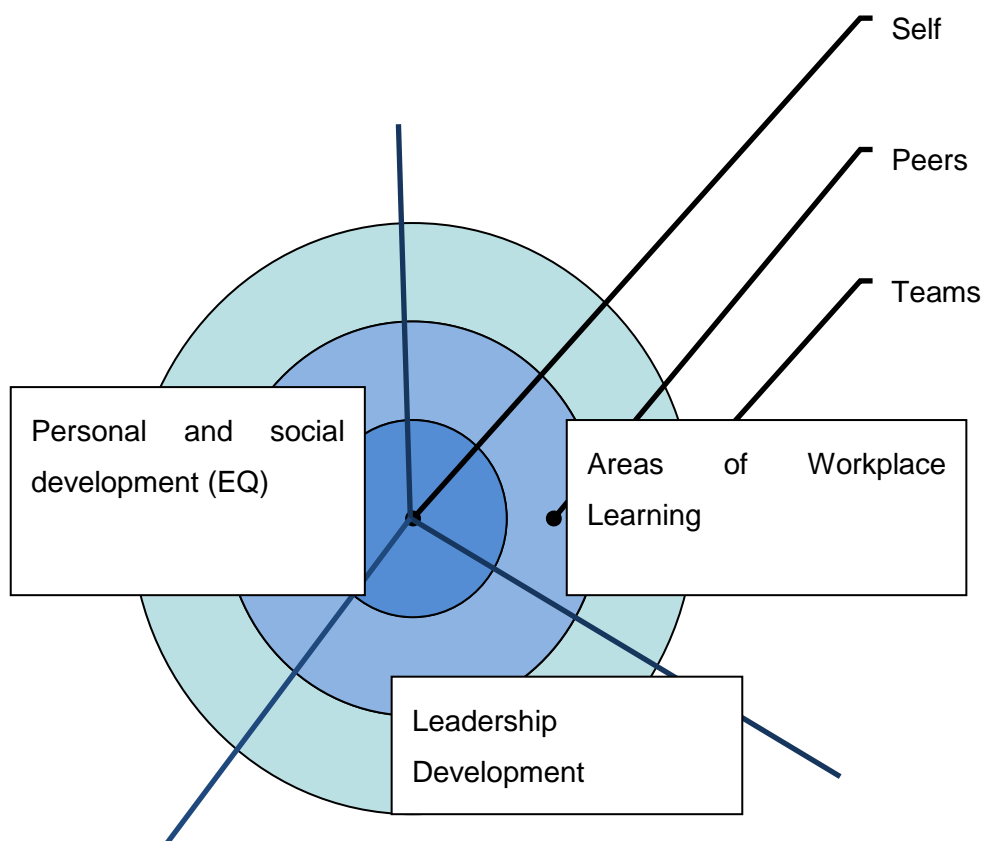 Self
Peers
Teams
Personal and social
development (EQ)
Areas of Workplace
Learning
Leadership
Development